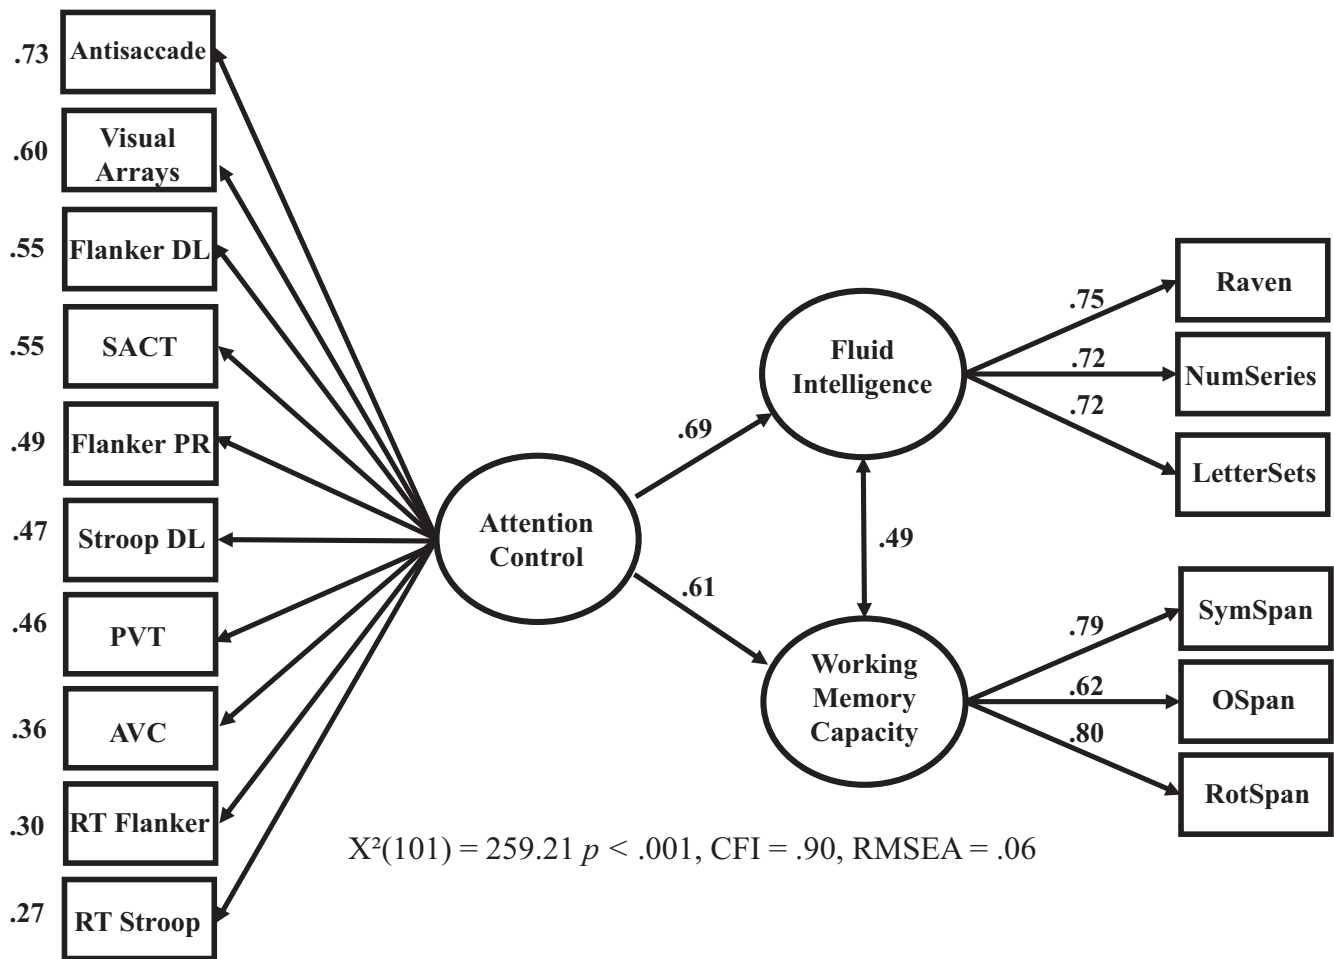 .73
Antisaccade
.60
Visual
Arrays
.55
Flanker DL
.55
SACT
.49
Flanker PR
.47
Stroop DL
.46
PVT
.36
AVC
.30
RT Flanker
.27
RT Stroop
Attention
Control
.69
.61
Fluid
Intelligence
.49
Working
Memory
Capacity
.75
.72
.72
Raven
NumSeries
LetterSets
.79
.62
.80
SymSpan
OSpan
RotSpan
X²(101) = 259.21 p < .001, CFI = .90, RMSEA = .06